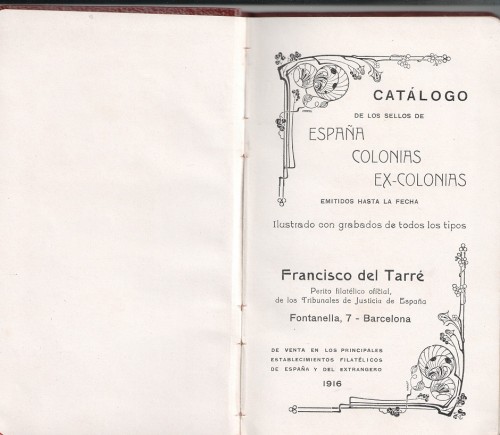 CATÁLOGO
DE LOS SELLOS DE
ESPAÑA
COLONIAS
EX-COLONIAS
EMITIDOS HASTA LA FECHA
Ilustrado con grabados de todos los tipos
Francisco del Tarré
Perito filatélico oficial,
de los Tribunales de Justicia de España
Fontanella, 7 - Barcelona
DE VENTA EN LOS PRINCIPALES
ESTABLECIMIENTOS FILATÉLICOS
DE ESPAÑA Y DEL EXTRANGERO
1916